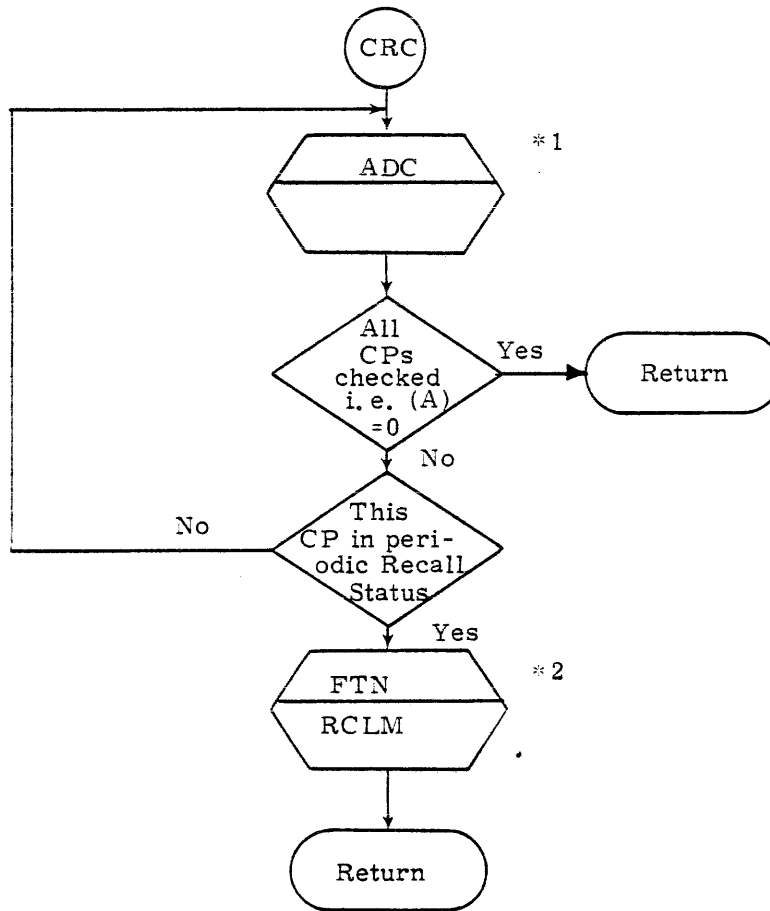 CRC
*1
ADC
All
CPs
checked
i. e. (A)
=0
Yes
Return
No
No
This
CP in peri-
odic Recall
Status
Yes
*2
FTN
RCLM
Return